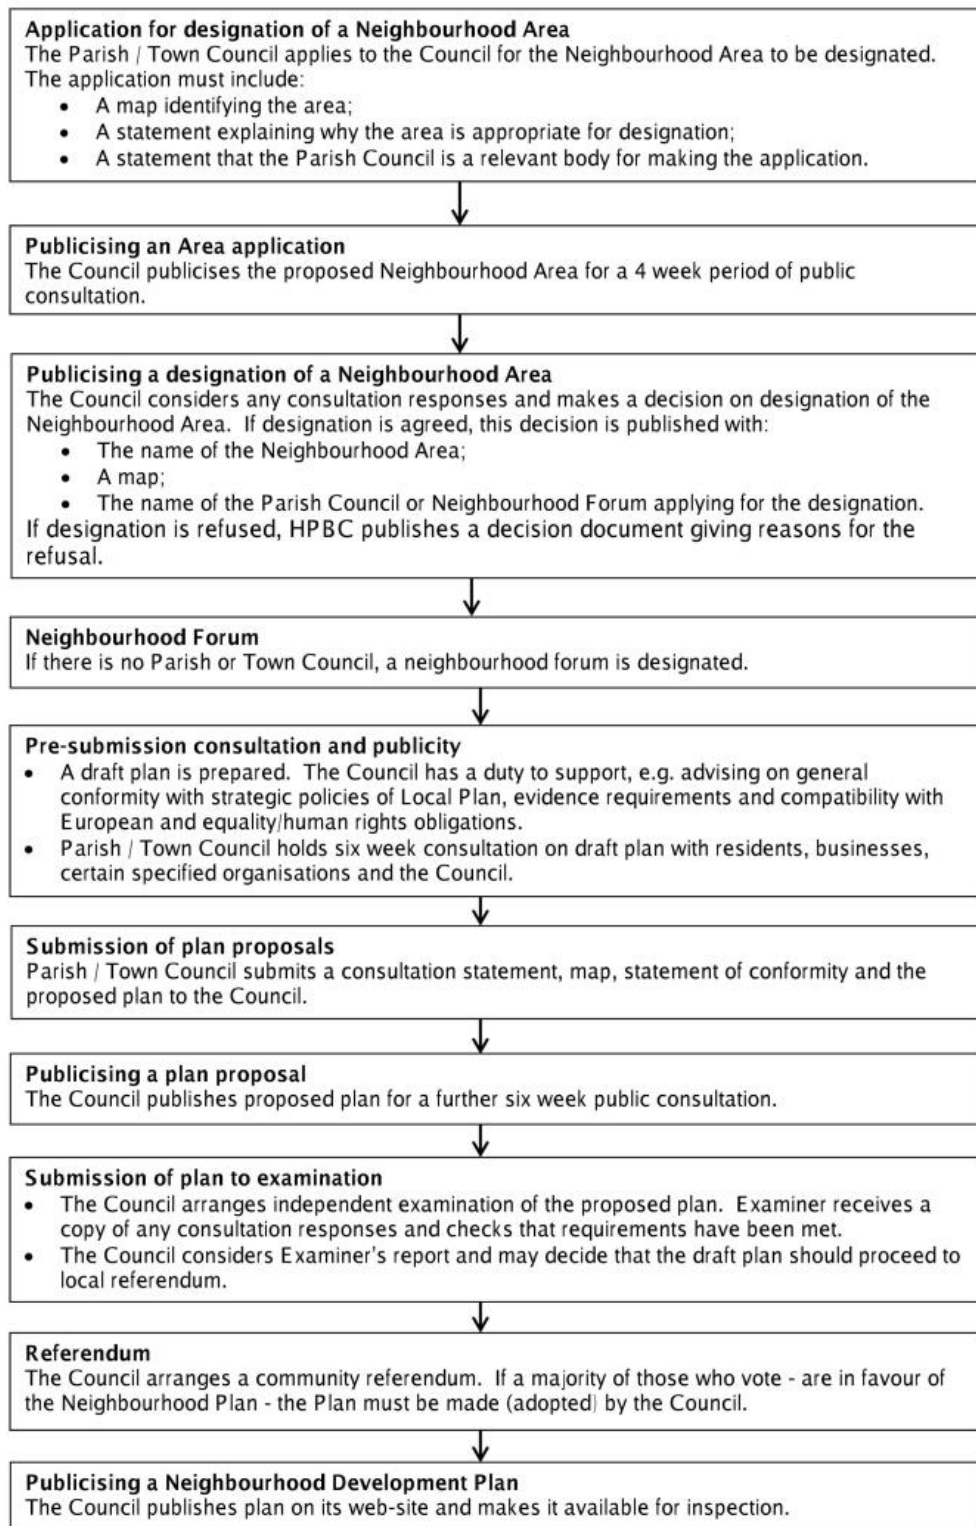 Application for designation of a Neighbourhood Area
The Parish / Town Council applies to the Council for the Neighbourhood Area to be designated.
The application must include:
• A map identifying the area;
• A statement explaining why the area is appropriate for designation;
• A statement that the Parish Council is a relevant body for making the application.
Publicising an Area application
The Council publicises the proposed Neighbourhood Area for a 4 week period of public
consultation.
Publicising a designation of a Neighbourhood Area
The Council considers any consultation responses and makes a decision on designation of the
Neighbourhood Area. If designation is agreed, this decision is published with:
• The name of the Neighbourhood Area;
• A map;
• The name of the Parish Council or Neighbourhood Forum applying for the designation.
If designation is refused, HPBC publishes a decision document giving reasons for the
refusal.
Neighbourhood Forum
If there is no Parish or Town Council, a neighbourhood forum is designated.
Pre-submission consultation and publicity
• A draft plan is prepared. The Council has a duty to support, e.g. advising on general
conformity with strategic policies of Local Plan, evidence requirements and compatibility with
European and equality/human rights obligations.
• Parish / Town Council holds six week consultation on draft plan with residents, businesses,
certain specified organisations and the Council.
Submission of plan proposals
Parish / Town Council submits a consultation statement, map, statement of conformity and the
proposed plan to the Council.
Publicising a plan proposal
The Council publishes proposed plan for a further six week public consultation.
Submission of plan to examination
• The Council arranges independent examination of the proposed plan. Examiner receives a
copy of any consultation responses and checks that requirements have been met.
• The Council considers Examiner's report and may decide that the draft plan should proceed to
local referendum.
Referendum
The Council arranges a community referendum. If a majority of those who vote - are in favour of
the Neighbourhood Plan - the Plan must be made (adopted) by the Council.
Publicising a Neighbourhood Development Plan
The Council publishes plan on its web-site and makes it available for inspection.